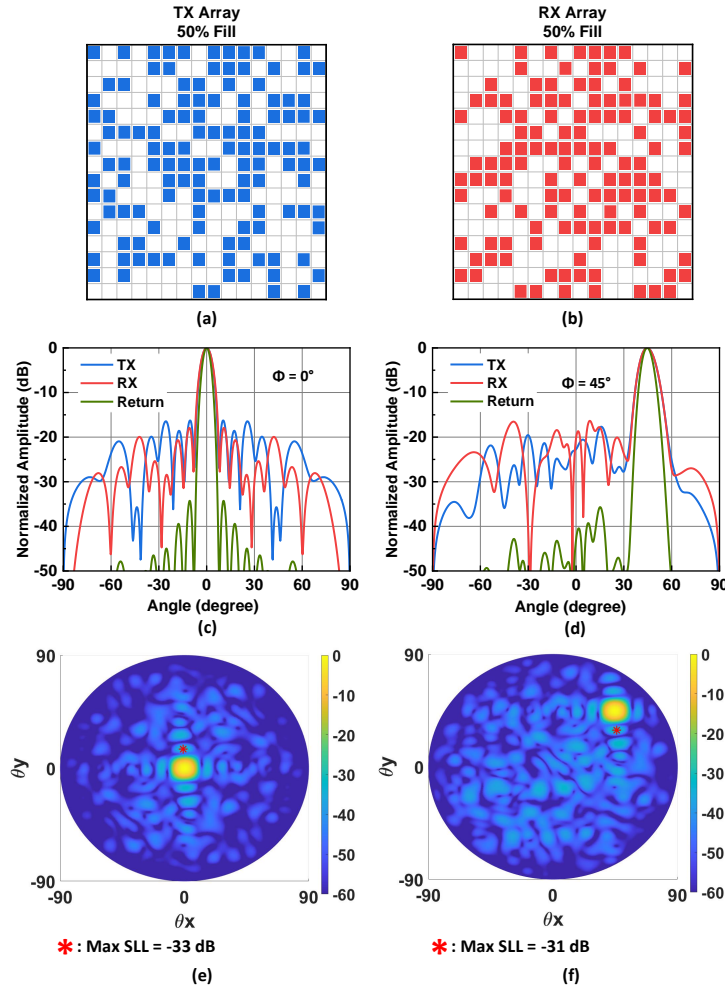 TX Array
50% Fill
RX Array
50% Fill
(a)
(b)
Normalized Amplitude (dB)
0
-10
-20
-30
-40
-50
TX
RX
Return
Φ = 0°
-90 -60 -30 0 30 60 90
Angle (degree)
(c)
Normalized Amplitude (dB)
0
-10
-20
-30
-40
-50
TX
RX
Return
Φ = 45°
-90 -60 -30 0 30 60 90
Angle (degree)
(d)
90
θy
0
-90
-90 0 90
θx
0
-10
-20
-30
-40
-50
-60
* : Max SLL = -33 dB
(e)
90
θy
0
-90
-90 0 90
θx
0
-10
-20
-30
-40
-50
-60
* : Max SLL = -31 dB
(f)